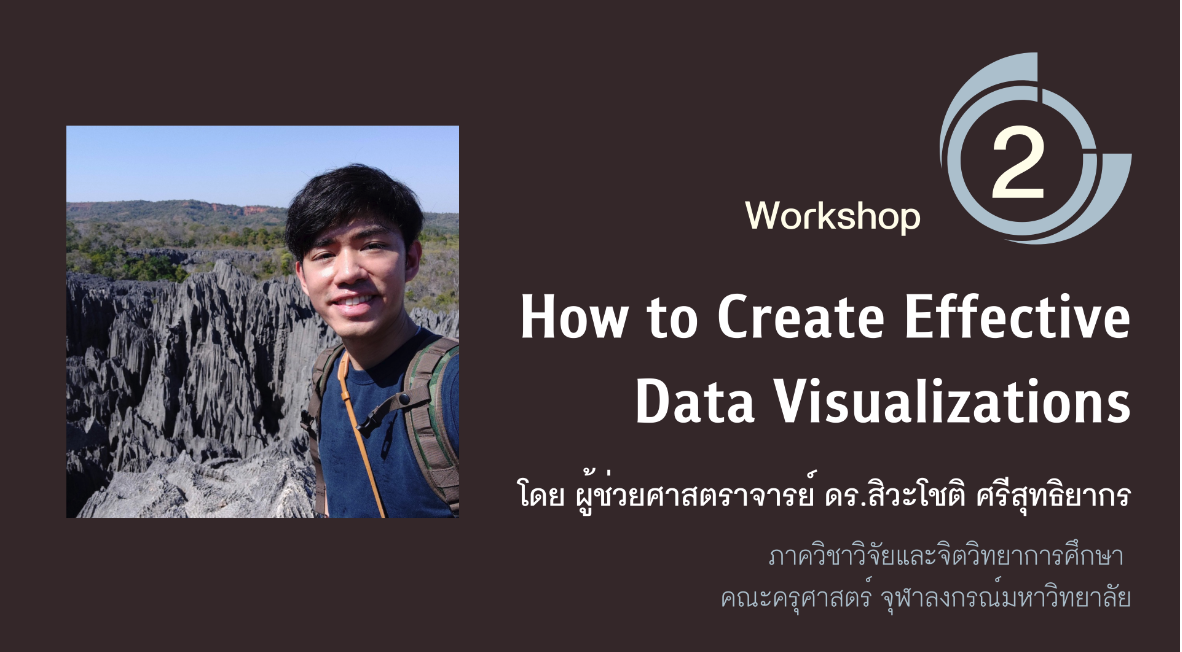 2
Workshop
How to Create Effective
Data Visualizations
โดย ผู้ช่วยศาสตราจารย์ ดร.สิวะโชติ ศรีสุทธิยากร
ภาควิชาวิจัยและจิตวิทยาการศึกษา
คณะครุศาสตร์ จุฬาลงกรณ์มหาวิทยาลัย